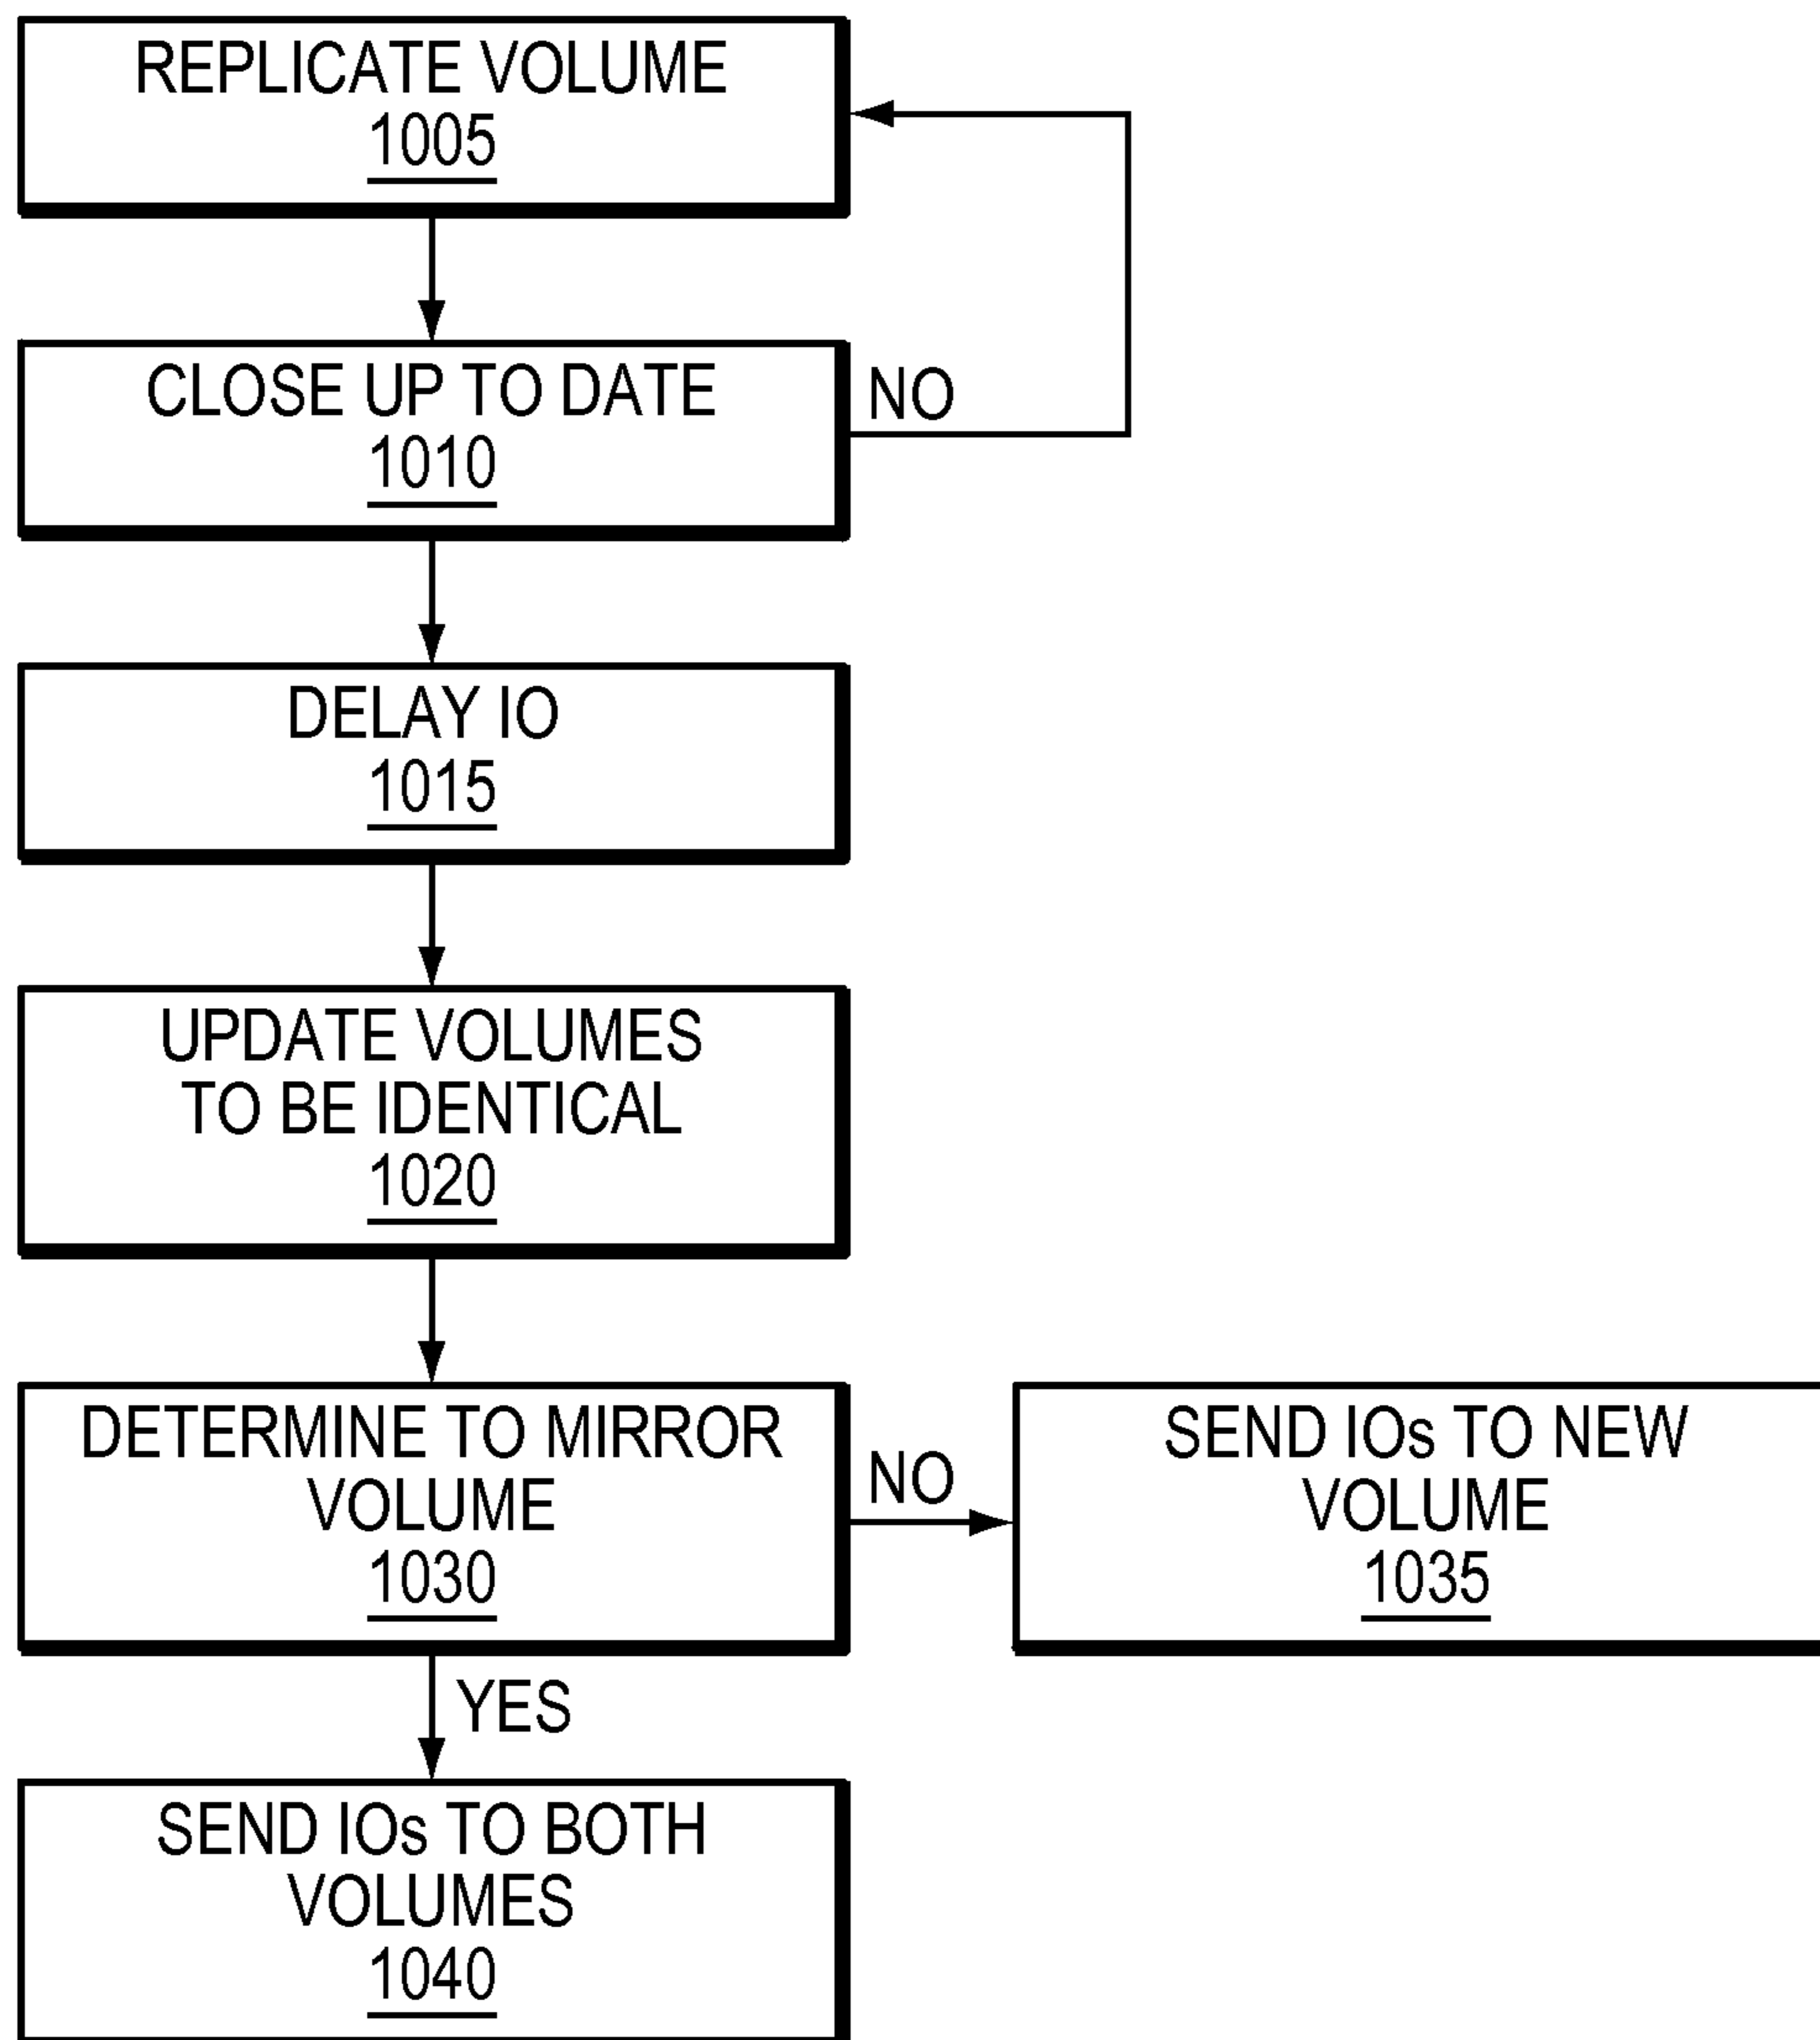 REPLICATE VOLUME
1005
CLOSE UP TO DATE
1010
NO
DELAY IO
1015
UPDATE VOLUMES
TO BE IDENTICAL
1020
DETERMINE TO MIRROR
VOLUME
1030
NO
SEND IOs TO NEW
VOLUME
1035
YES
SEND IOs TO BOTH
VOLUMES
1040